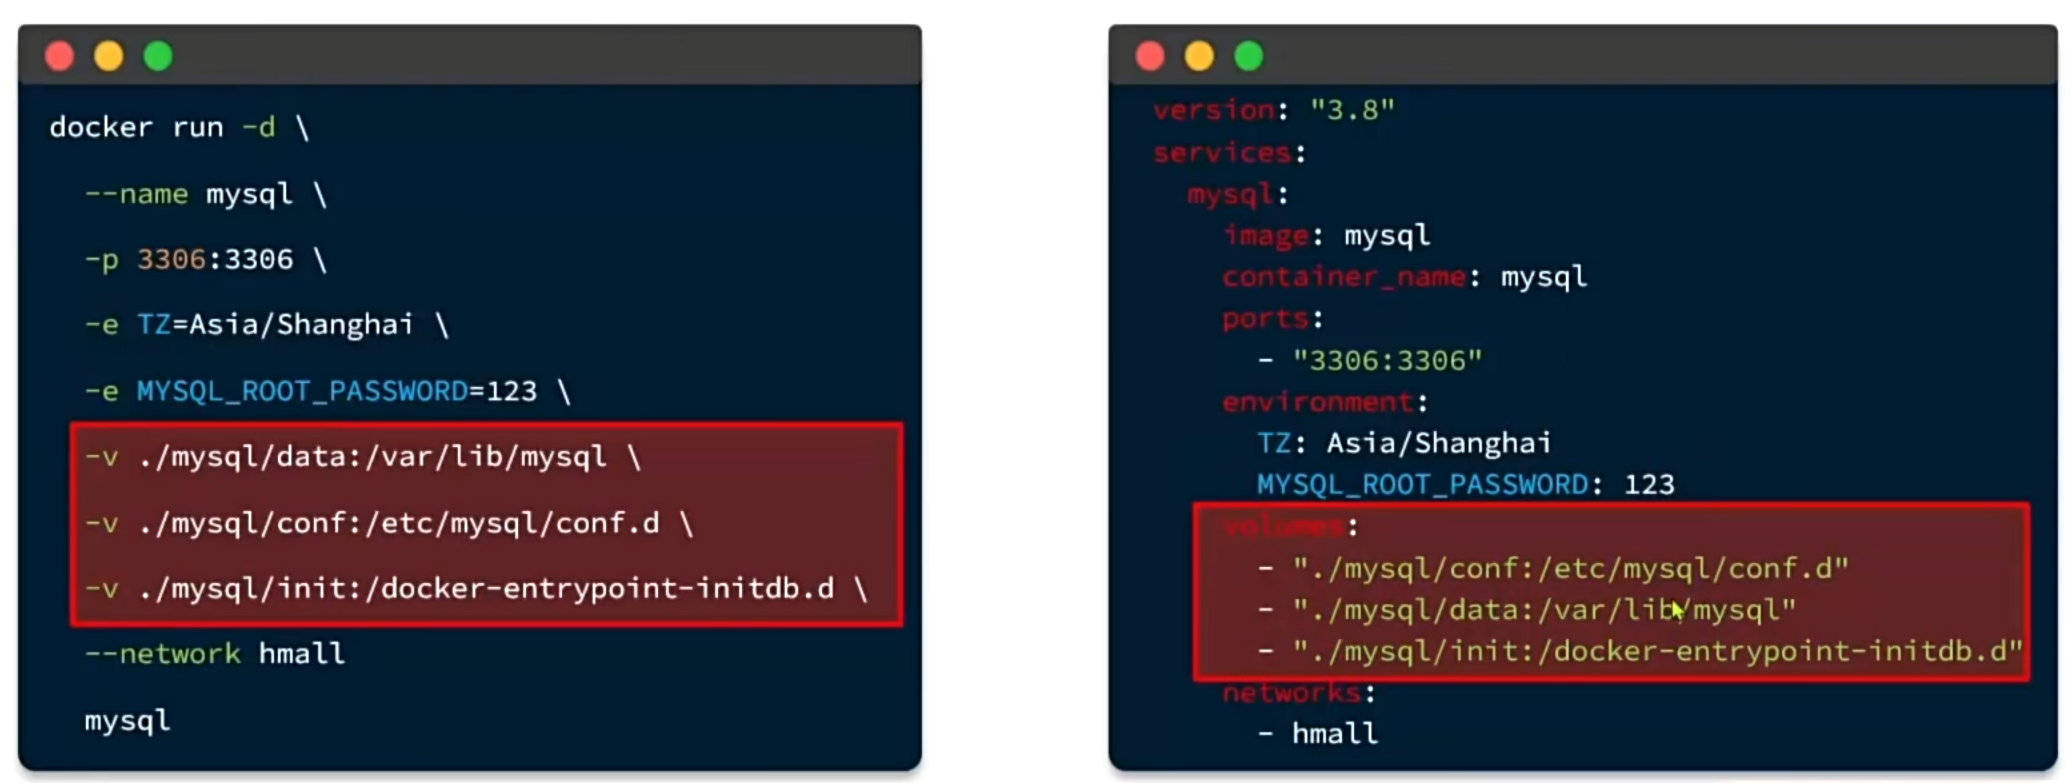 docker run -d \
--name mysql \
-p 3306:3306 \
-e TZ=Asia/Shanghai \
-e MYSQL_ROOT_PASSWORD=123 \
-v ./mysql/data:/var/lib/mysql \
-v ./mysql/conf:/etc/mysql/conf.d \
-v ./mysql/init:/docker-entrypoint-initdb.d \
--network hmall
mysql
version: "3.8"
services:
mysql:
image: mysql
container_name: mysql
ports:
- "3306:3306"
environment:
TZ: Asia/Shanghai
MYSQL_ROOT_PASSWORD: 123
volumes:
- "./mysql/conf:/etc/mysql/conf.d"
- "./mysql/data:/var/lib/mysql"
- "./mysql/init:/docker-entrypoint-initdb.d"
networks:
- hmall